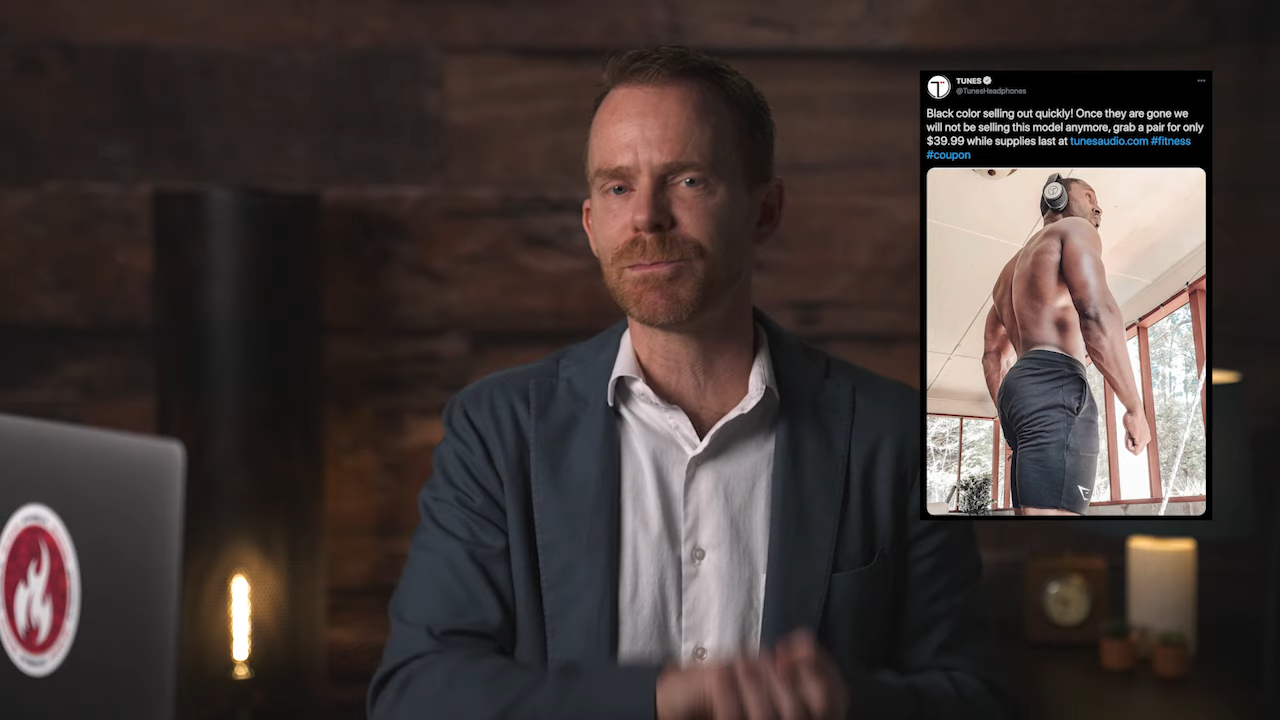 TUNES
@TunesHeadphones
Black color selling out quickly! Once they are gone we
will not be selling this model anymore, grab a pair for only
$39.99 while supplies last at tunesaudio.com #fitness
#coupon